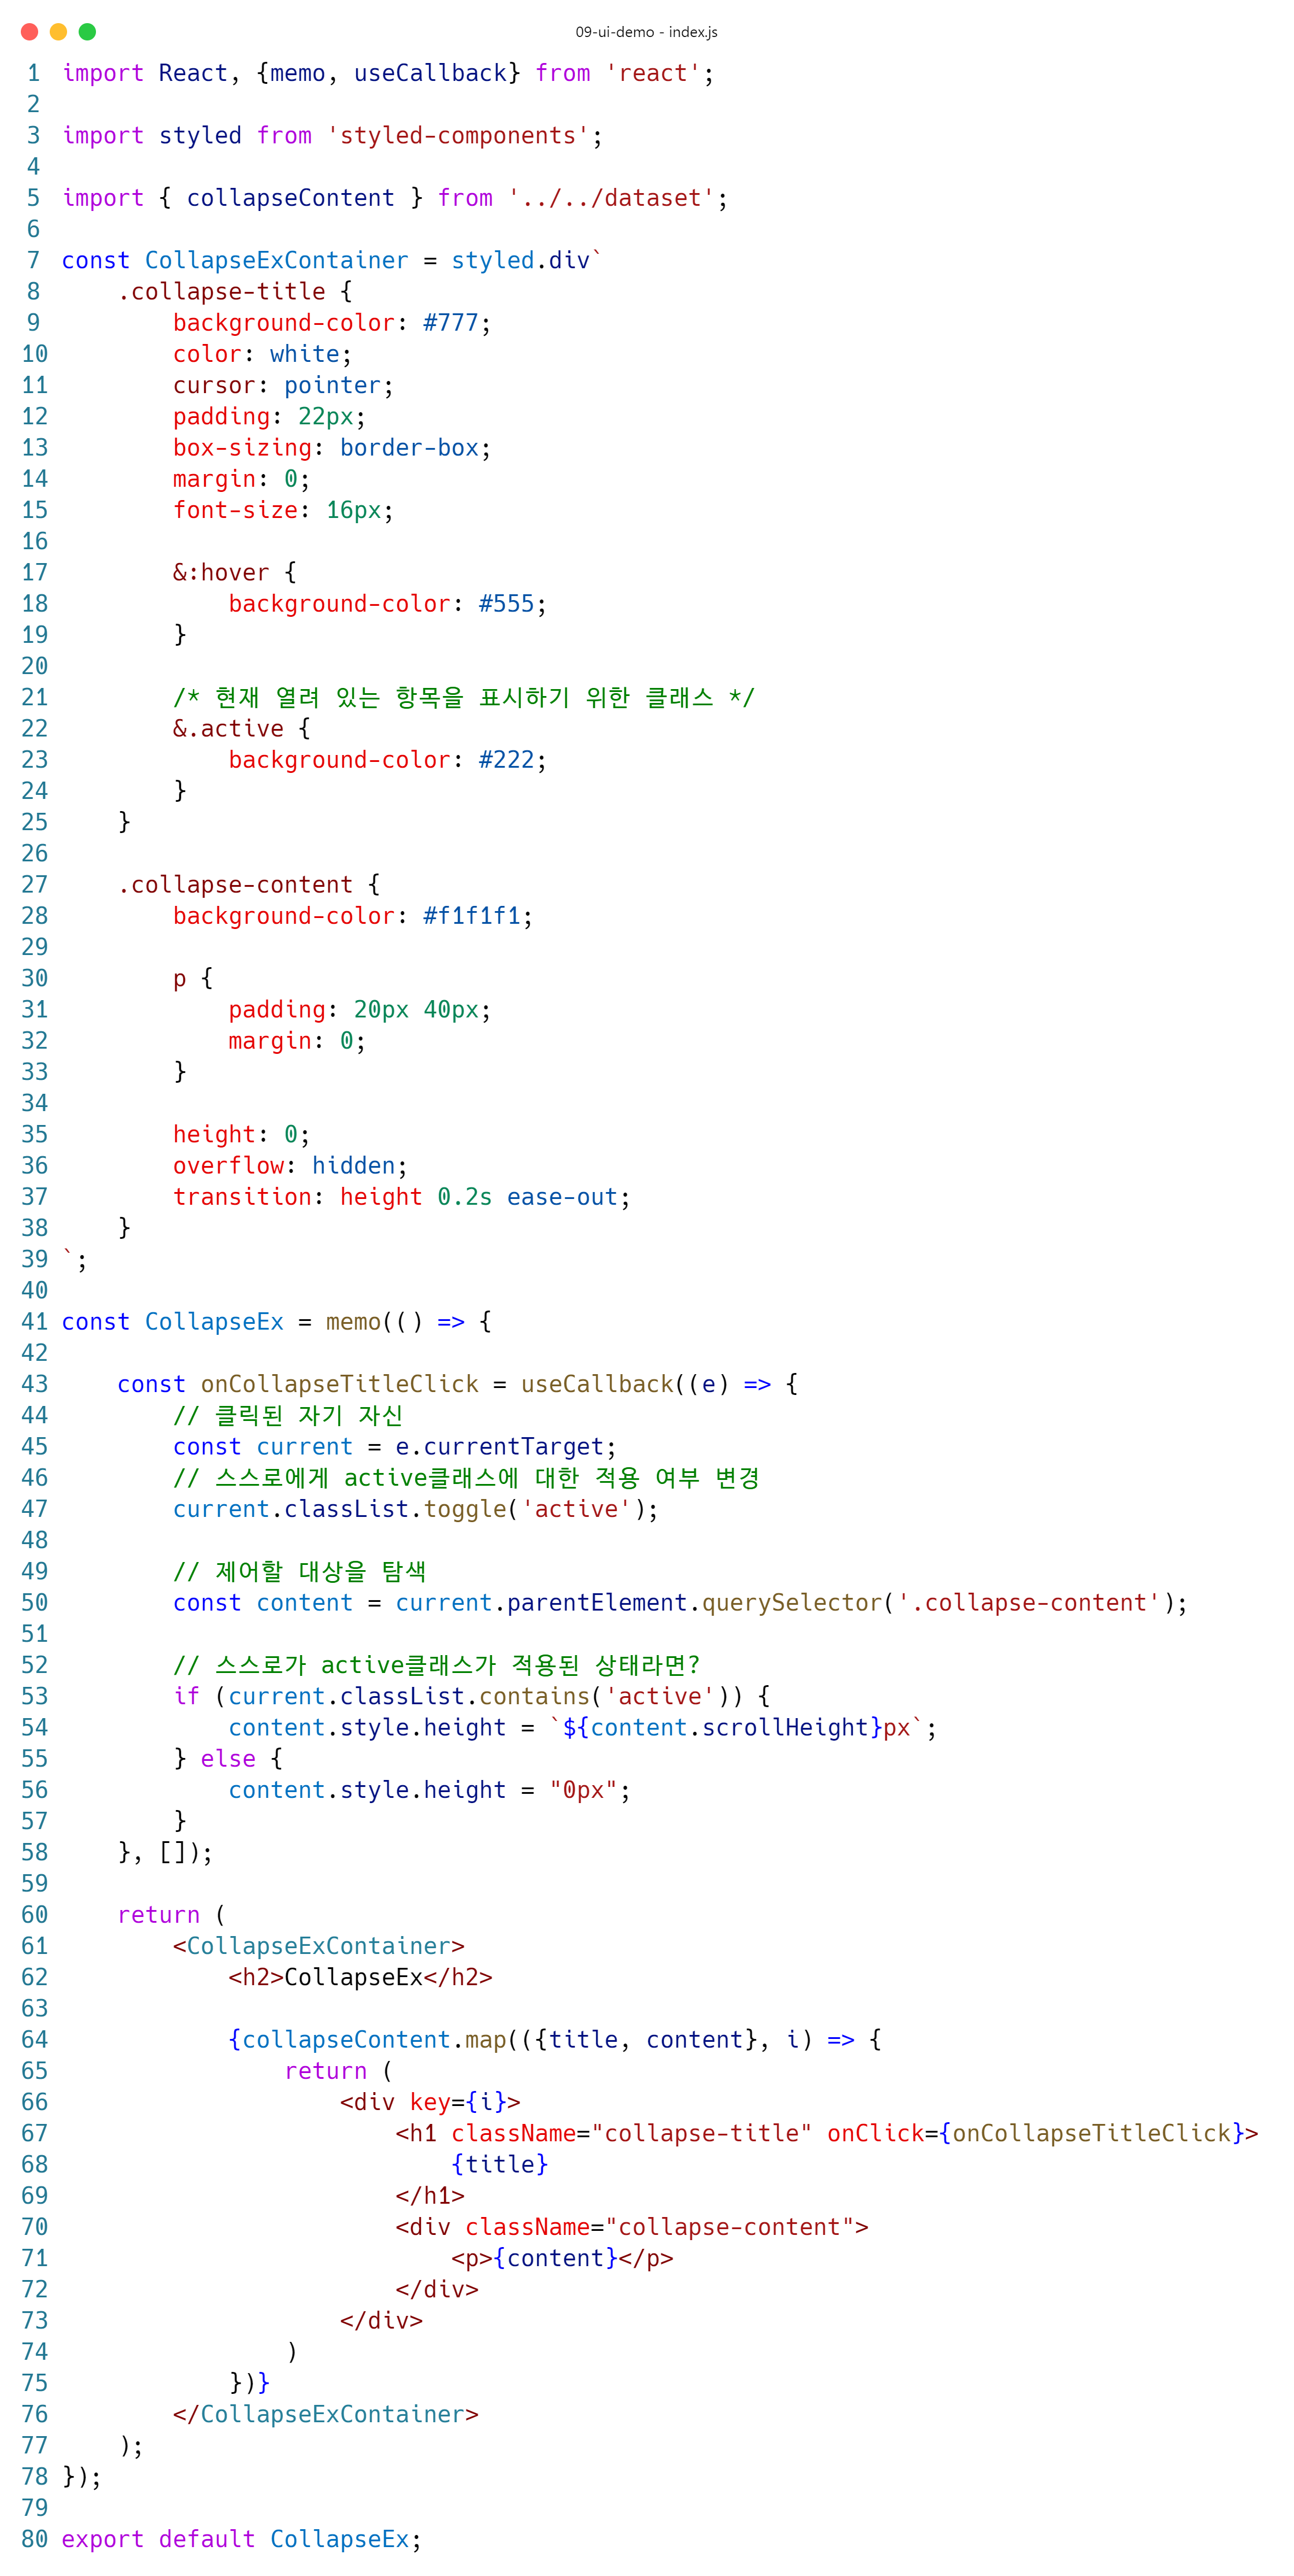 09-ui-demo - index.js
1 import React, {memo, useCallback} from 'react';
2
3 import styled from 'styled-components';
4
5 import { collapseContent } from '../../dataset';
6
7 const CollapseExContainer = styled.div`
8     .collapse-title {
9         background-color: #777;
10         color: white;
11         cursor: pointer;
12         padding: 22px;
13         box-sizing: border-box;
14         margin: 0;
15         font-size: 16px;
16
17         &:hover {
18             background-color: #555;
19         }
20
21         /* 현재 열려 있는 항목을 표시하기 위한 클래스 */
22         &.active {
23             background-color: #222;
24         }
25     }
26
27     .collapse-content {
28         background-color: #f1f1f1;
29
30         p {
31             padding: 20px 40px;
32             margin: 0;
33         }
34
35         height: 0;
36         overflow: hidden;
37         transition: height 0.2s ease-out;
38     }
39 `;
40
41 const CollapseEx = memo(() => {
42
43     const onCollapseTitleClick = useCallback((e) => {
44         // 클릭된 자기 자신
45         const current = e.currentTarget;
46         // 스스로에게 active클래스에 대한 적용 여부 변경
47         current.classList.toggle('active');
48
49         // 제어할 대상을 탐색
50         const content = current.parentElement.querySelector('.collapse-content');
51
52         // 스스로가 active클래스가 적용된 상태라면?
53         if (current.classList.contains('active')) {
54             content.style.height = `${content.scrollHeight}px`;
55         } else {
56             content.style.height = "0px";
57         }
58     }, []);
59
60     return (
61         <CollapseExContainer>
62             <h2>CollapseEx</h2>
63
64             {collapseContent.map(({title, content}, i) => {
65                 return (
66                     <div key={i}>
67                         <h1 className="collapse-title" onClick={onCollapseTitleClick}>
68                             {title}
69                         </h1>
70                         <div className="collapse-content">
71                             <p>{content}</p>
72                         </div>
73                     </div>
74                 )
75             })}
76         </CollapseExContainer>
77     );
78 });
79
80 export default CollapseEx;